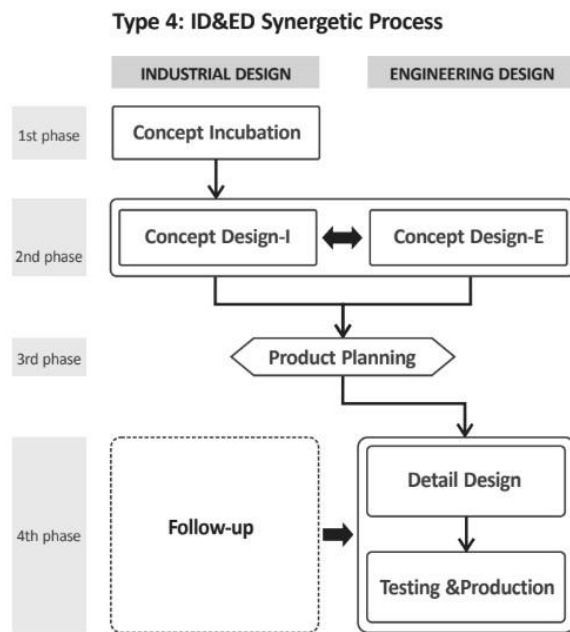 Type 4: ID&ED Synergetic Process
INDUSTRIAL DESIGN
ENGINEERING DESIGN
1st phase
Concept Incubation
2nd phase
Concept Design-I
Concept Design-E
3rd phase
Product Planning
4th phase
Follow-up
Detail Design
Testing &Production